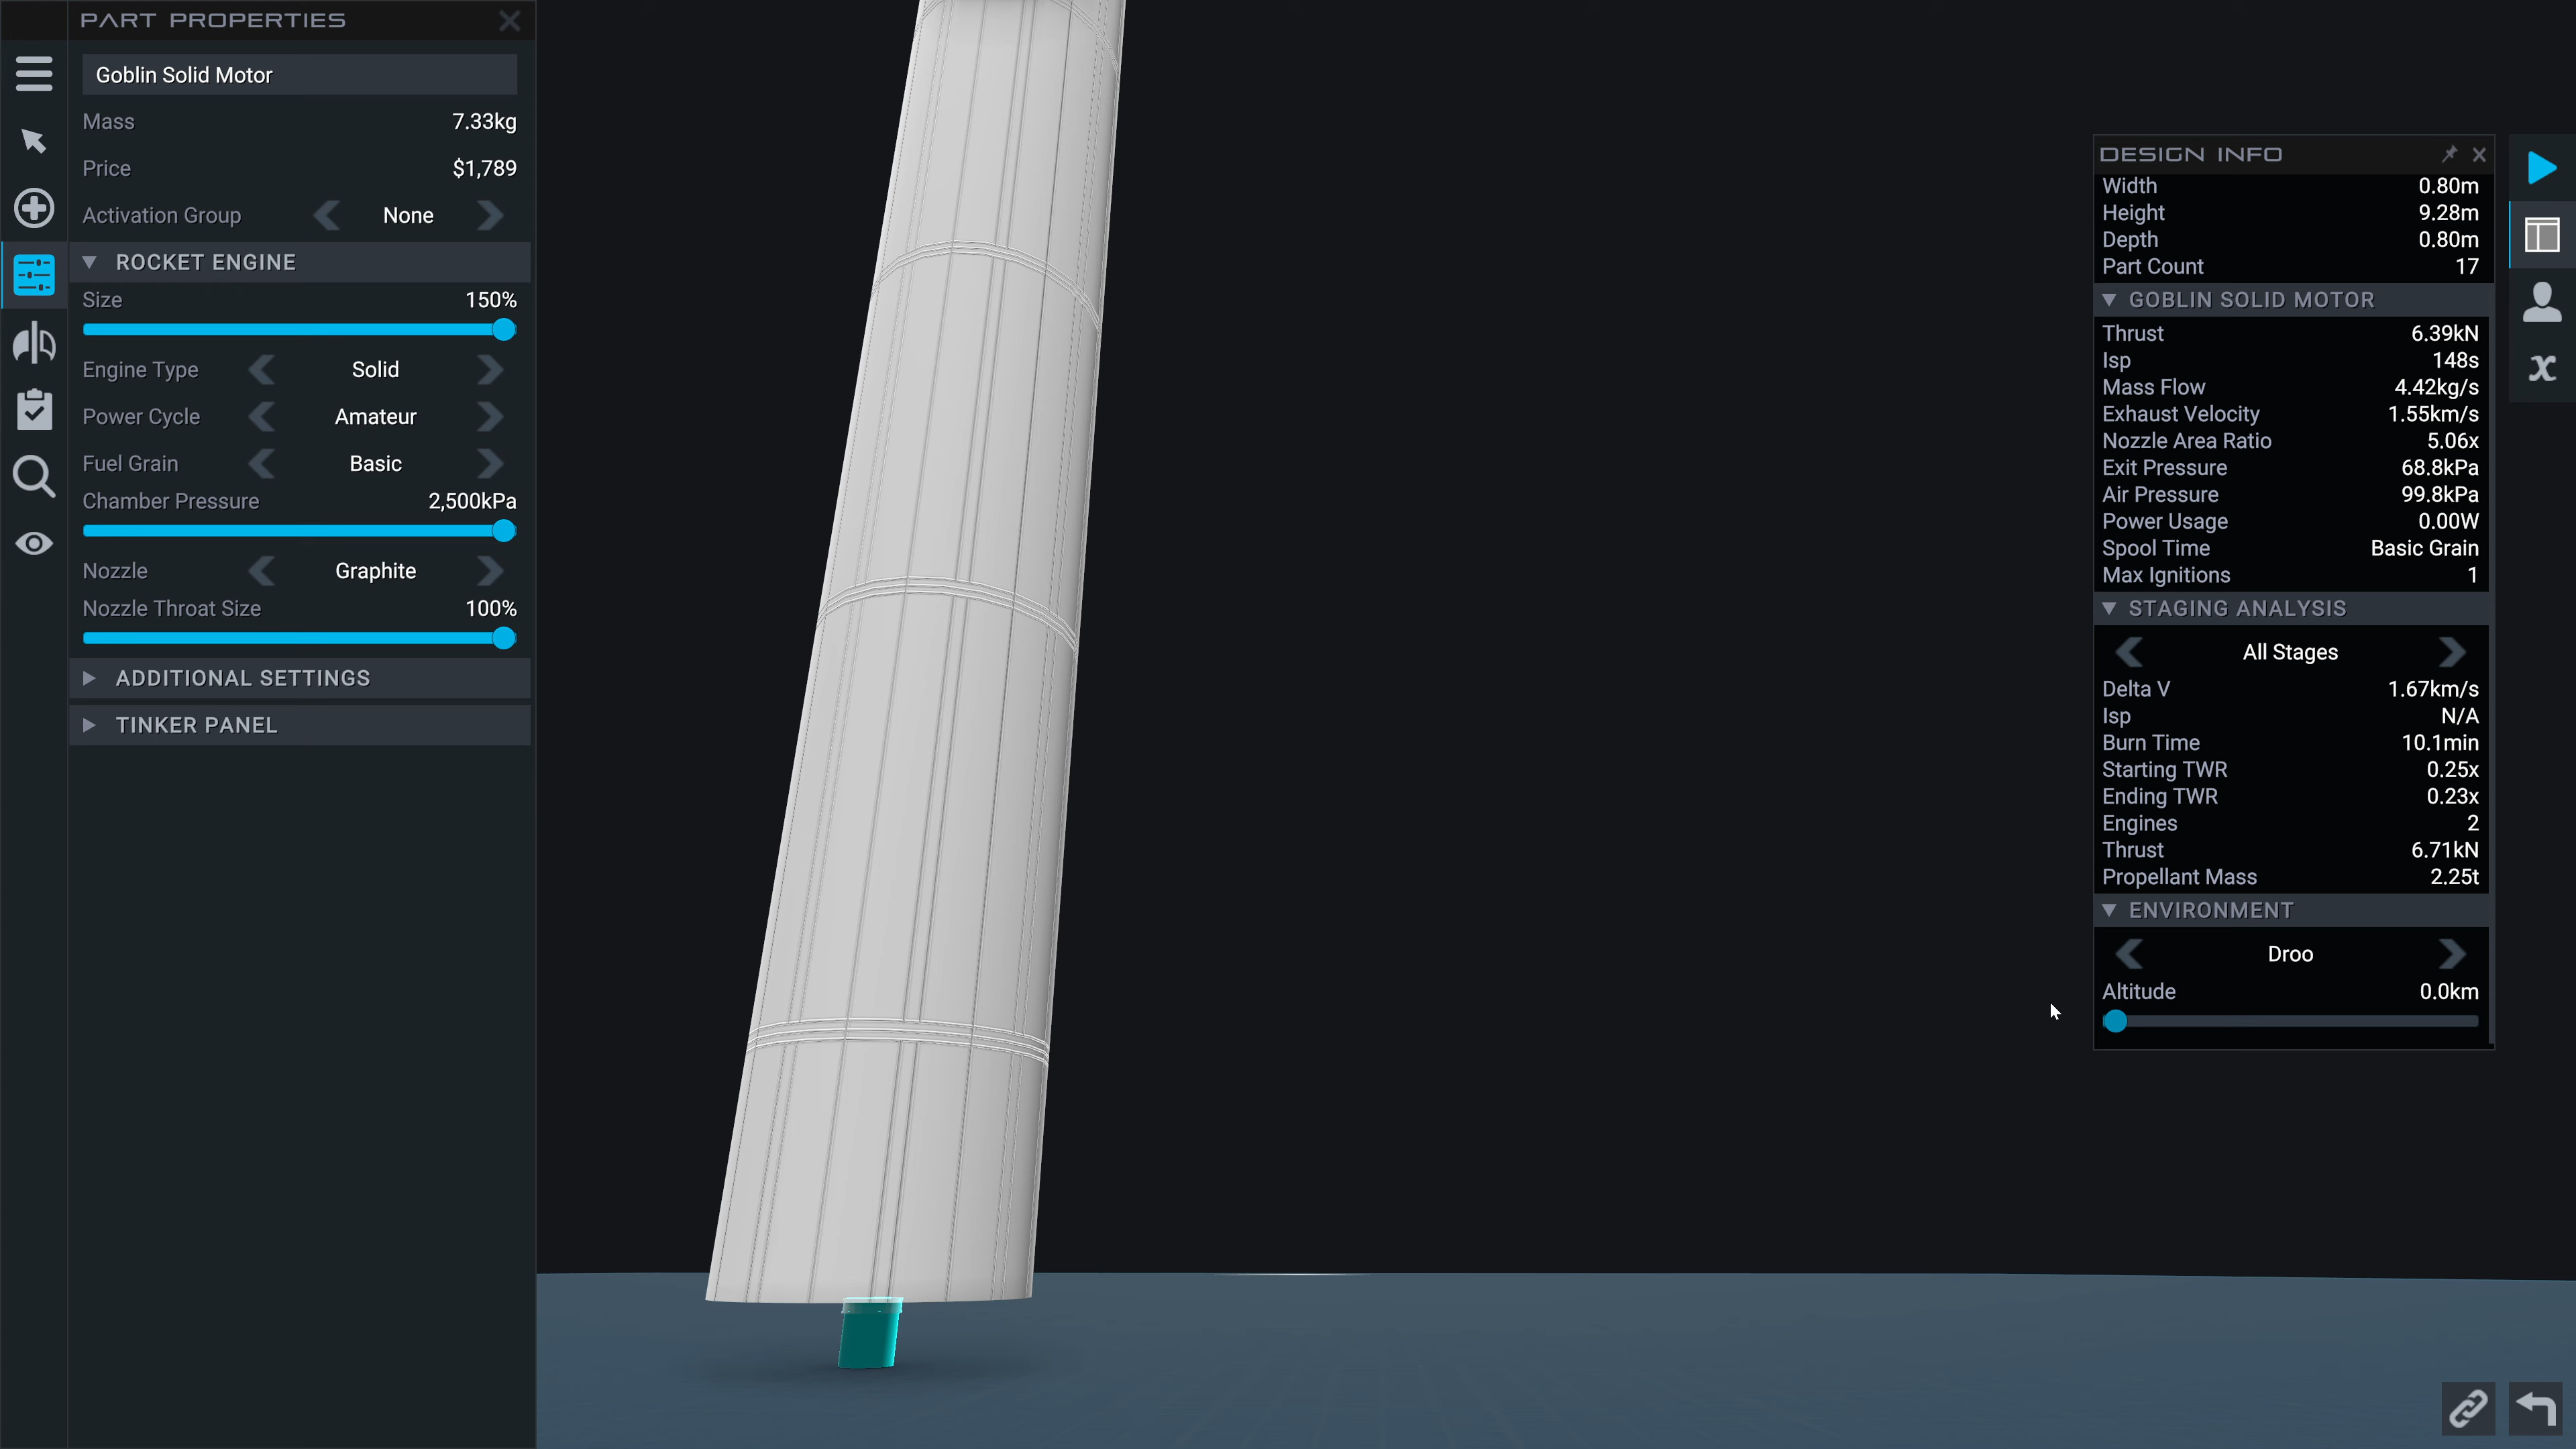 PART PROPERTIES
Goblin Solid Motor
Mass 7.33kg
Price $1,789
Activation Group None
ROCKET ENGINE
Size 150%
Engine Type Solid
Power Cycle Amateur
Fuel Grain Basic
Chamber Pressure 2,500kPa
Nozzle Graphite
Nozzle Throat Size 100%
ADDITIONAL SETTINGS
TINKER PANEL
DESIGN INFO
Width 0.80m
Height 9.28m
Depth 0.80m
Part Count 17
GOBLIN SOLID MOTOR
Thrust 6.39kN
Isp 148s
Mass Flow 4.42kg/s
Exhaust Velocity 1.55km/s
Nozzle Area Ratio 5.06x
Exit Pressure 68.8kPa
Air Pressure 99.8kPa
Power Usage 0.00W
Spool Time Basic Grain
Max Ignitions 1
STAGING ANALYSIS
All Stages
Delta V 1.67km/s
Isp N/A
Burn Time 10.1min
Starting TWR 0.25x
Ending TWR 0.23x
Engines 2
Thrust 6.71kN
Propellant Mass 2.25t
ENVIRONMENT
Droo
Altitude 0.0km
x